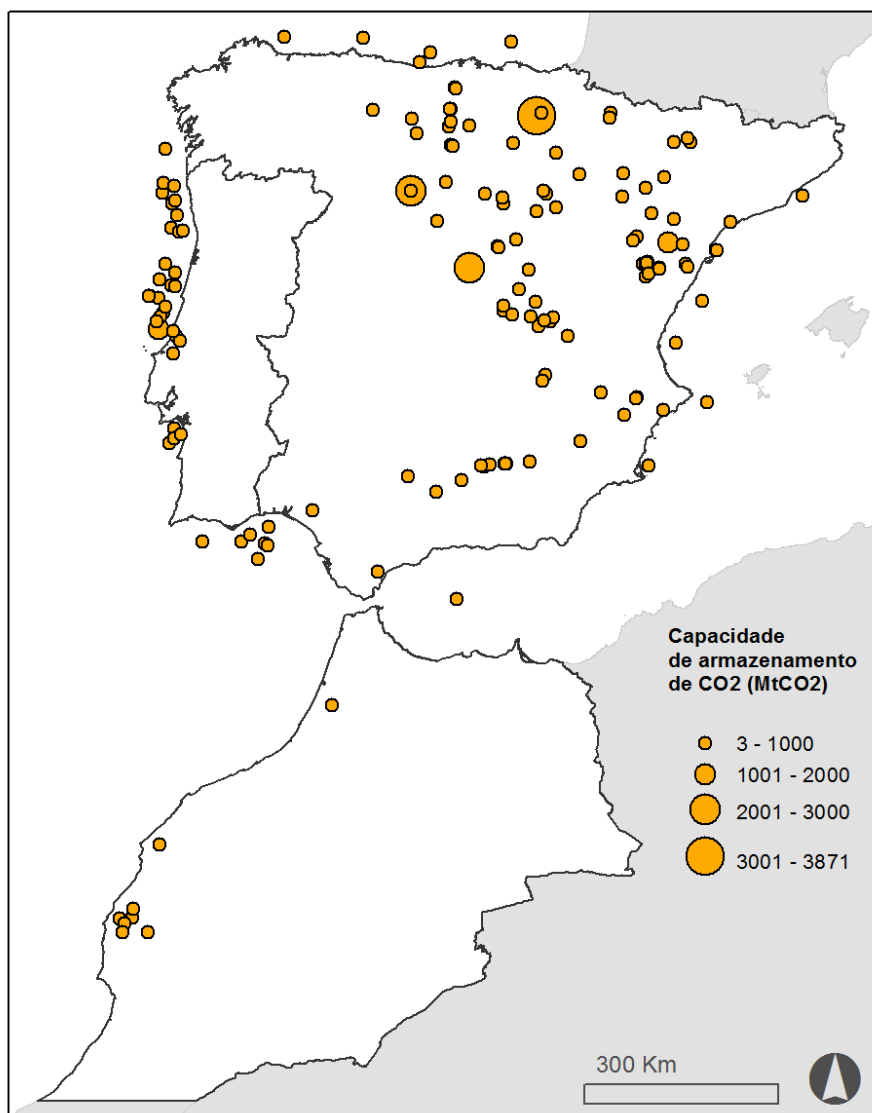 Capacidade
de armazenamento
de CO2 (MtCO2)
3 - 1000
1001 - 2000
2001 - 3000
3001 - 3871
300 Km